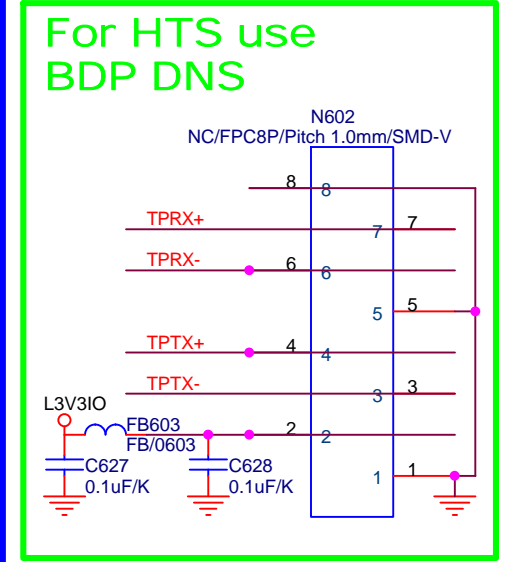 For HTS use
BDP DNS
N602
NC/FPC8P/Pitch 1.0mm/SMD-V
8 8
TPRX+ 7 7
TPRX- 6 6
5 5
TPTX+ 4 4
TPTX- 3 3
L3V3IO
FB603 2 2
FB/0603
C627 C628 1 1
0.1uF/K 0.1uF/K